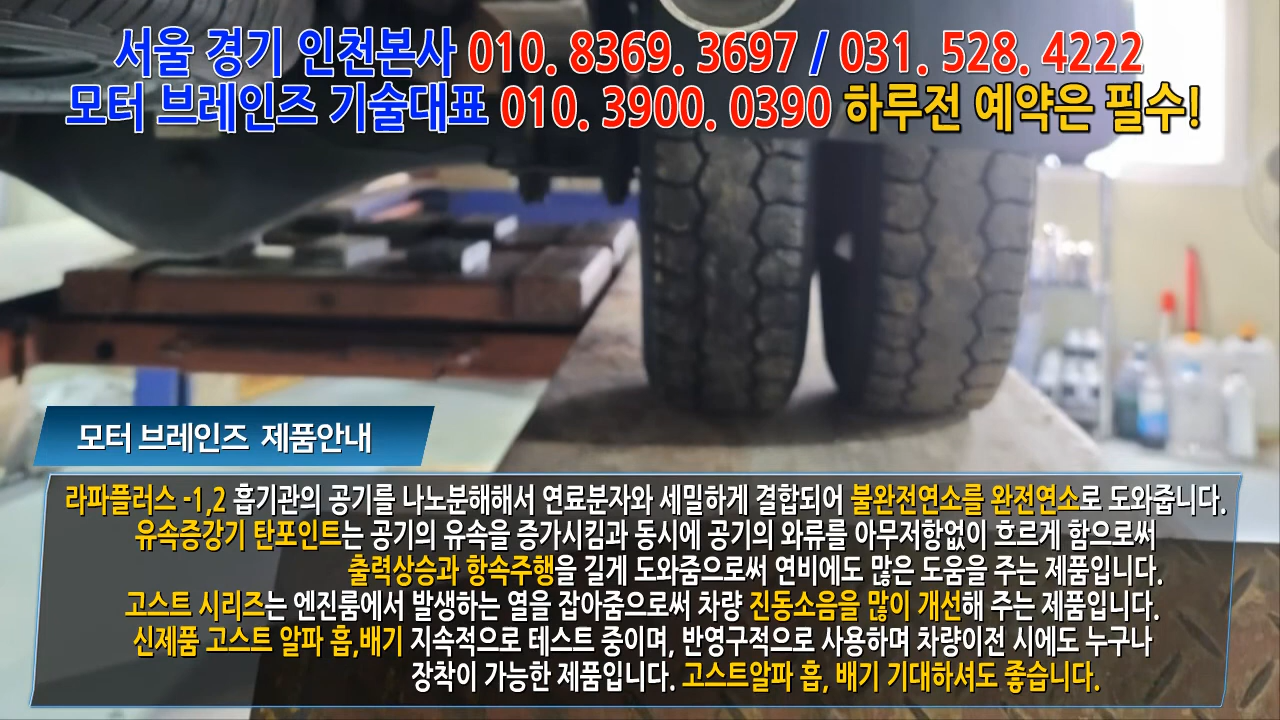 서울 경기 인천본사 010. 8369. 3697 / 031. 528. 4222
모터 브레인즈 기술대표 010. 3900. 0390 하루전 예약은 필수!
모터 브레인즈 제품안내
라파플러스 -1,2 흡기관의 공기를 나노분해해서 연료분자와 세밀하게 결합되어 불완전연소를 완전연소로 도와줍니다.
유속증강기 탄포인트는 공기의 유속을 증가시킴과 동시에 공기의 와류를 아무저항없이 흐르게 함으로써
출력상승과 항속주행을 길게 도와줌으로써 연비에도 많은 도움을 주는 제품입니다.
고스트 시리즈는 엔진룸에서 발생하는 열을 잡아줌으로써 차량 진동소음을 많이 개선해 주는 제품입니다.
신제품 고스트 알파 흡,배기 지속적으로 테스트 중이며, 반영구적으로 사용하며 차량이전 시에도 누구나
장착이 가능한 제품입니다. 고스트알파 흡, 배기 기대하셔도 좋습니다.